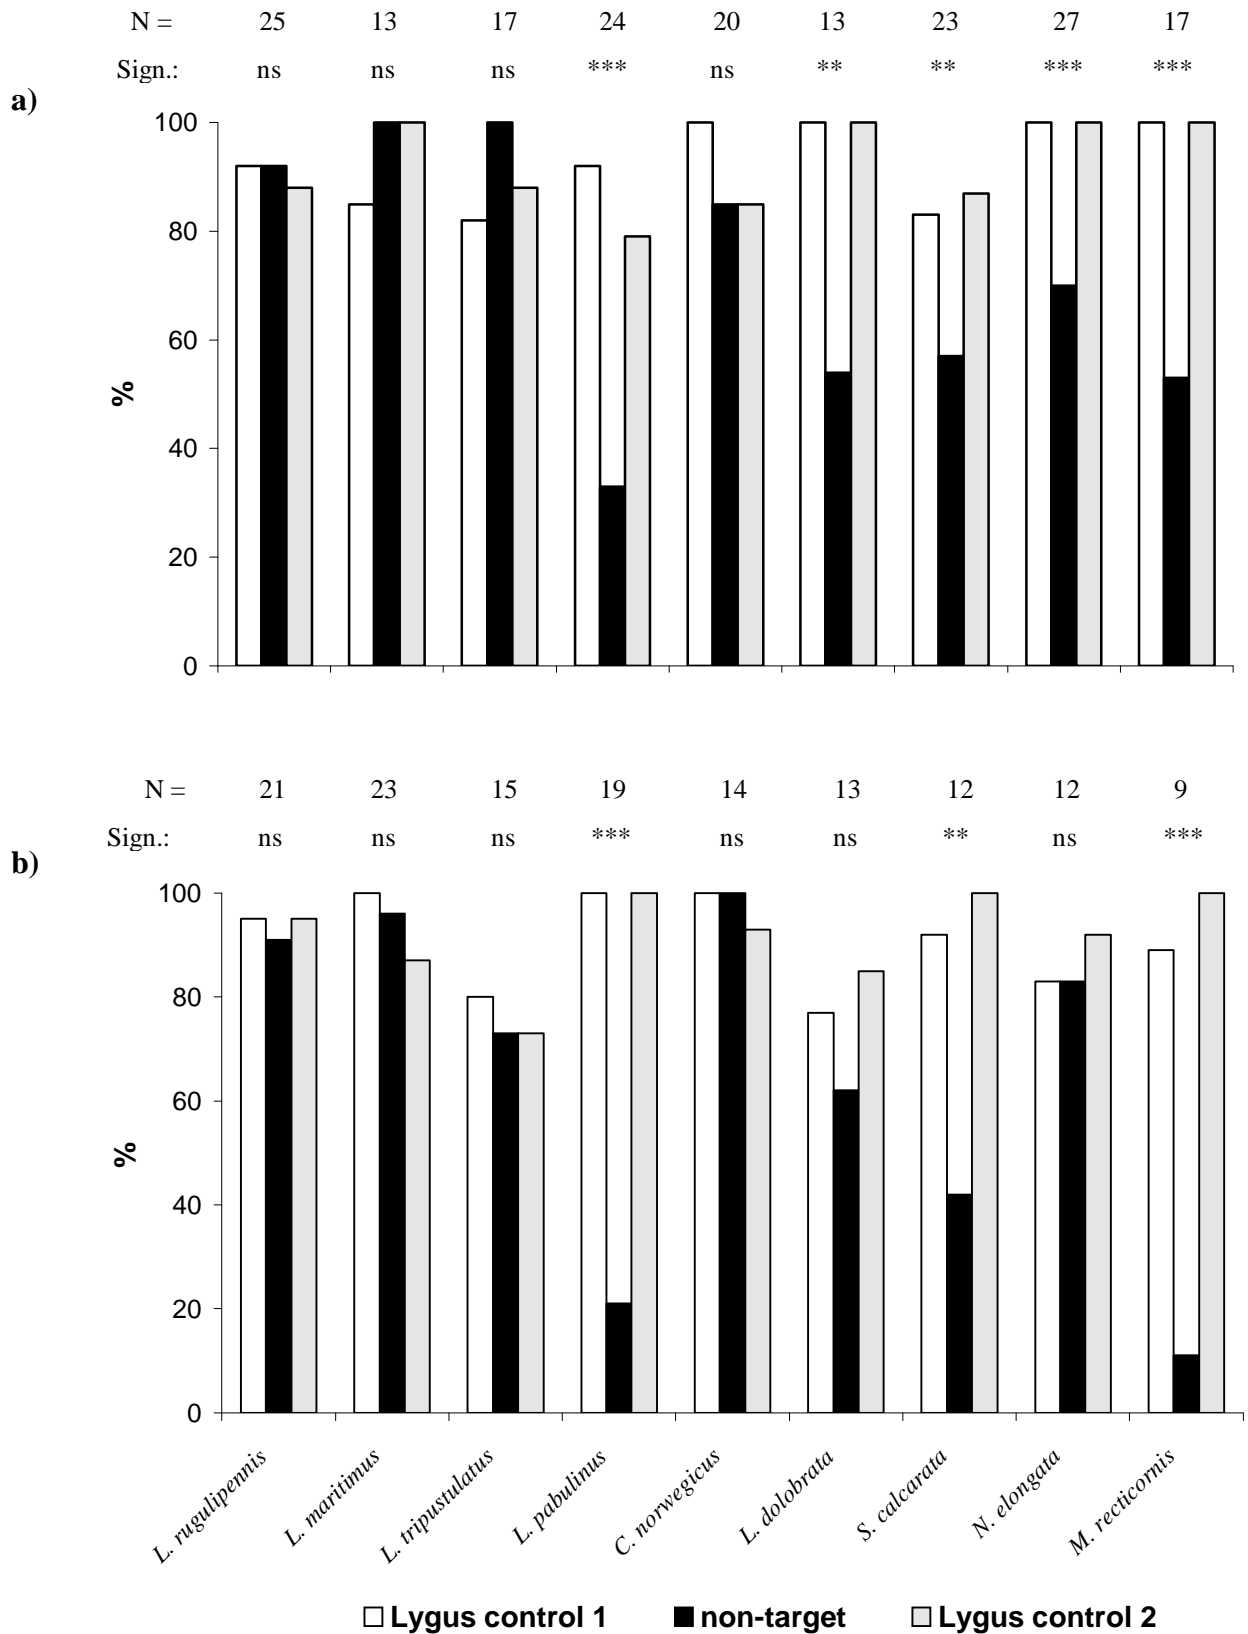 N = 25 13 17 24 20 13 23 27 17
Sign.: ns ns ns *** ns ** ** *** ***
a)
100
80
60
40
20
0
%
N = 21 23 15 19 14 13 12 12 9
Sign.: ns ns ns *** ns ns ** ns ***
b)
100
80
60
40
20
0
%
L. rugulipennis
L. maritimus
L. tripustulatus
L. pabulinus
C. norwegicus
L. dolobrata
S. calcarata
N. elongata
M. recticornis
Lygus control 1 non-target Lygus control 2